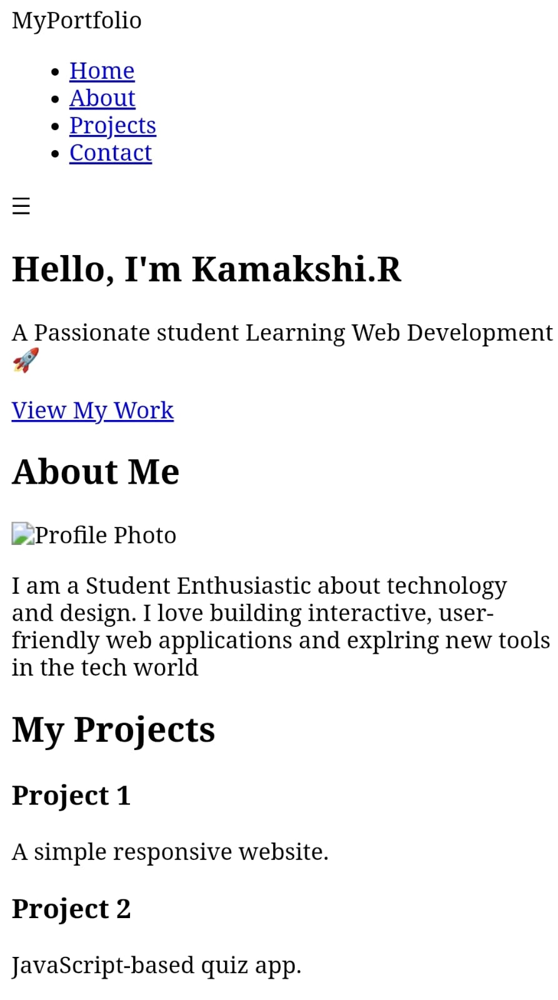 MyPortfolio
• Home
• About
• Projects
• Contact
☰
Hello, I'm Kamakshi.R
A Passionate student Learning Web Development
🚀
View My Work
About Me
Profile Photo
I am a Student Enthusiastic about technology
and design. I love building interactive, user-
friendly web applications and explring new tools
in the tech world
My Projects
Project 1
A simple responsive website.
Project 2
JavaScript-based quiz app.